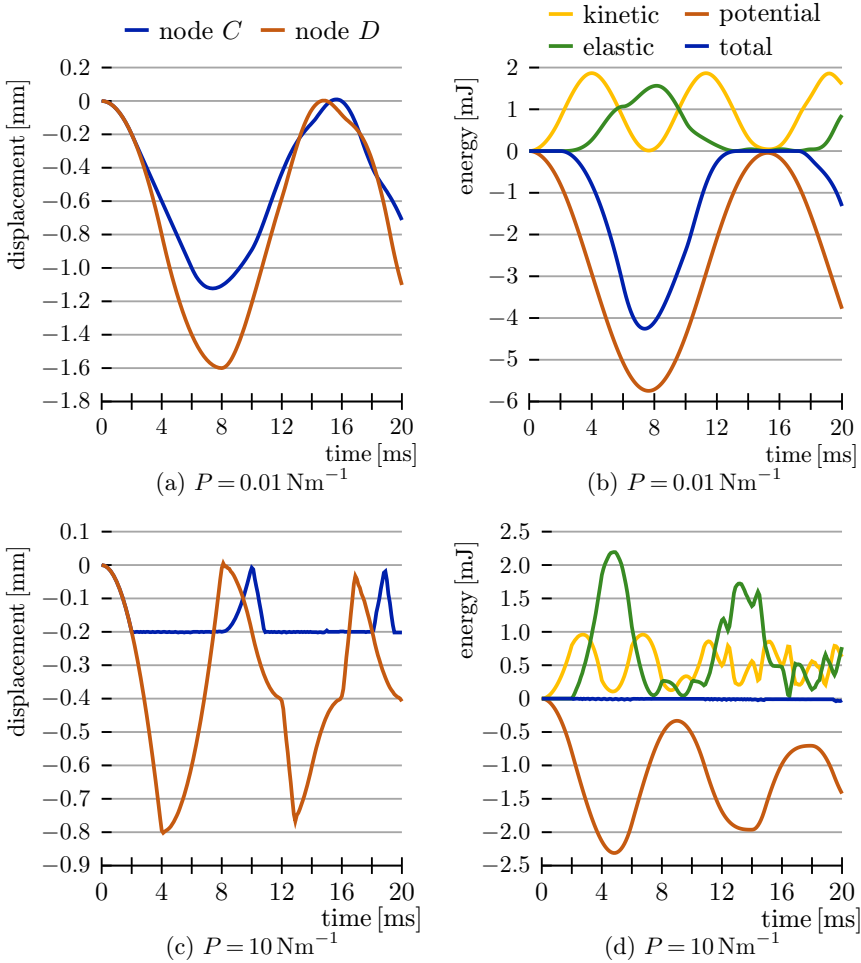 node C node D
kinetic potential
elastic total
displacement [mm]
0.2
0
−0.2
−0.4
−0.6
−0.8
−1.0
−1.2
−1.4
−1.6
−1.8
0 4 8 12 16 20
time [ms]
(a) P = 0.01 Nm−1
energy [mJ]
2
1
0
−1
−2
−3
−4
−5
−6
0 4 8 12 16 20
time [ms]
(b) P = 0.01 Nm−1
displacement [mm]
0.1
0
−0.1
−0.2
−0.3
−0.4
−0.5
−0.6
−0.7
−0.8
−0.9
0 4 8 12 16 20
time [ms]
(c) P = 10 Nm−1
energy [mJ]
2.5
2.0
1.5
1.0
0.5
0
−0.5
−1.0
−1.5
−2.0
−2.5
0 4 8 12 16 20
time [ms]
(d) P = 10 Nm−1